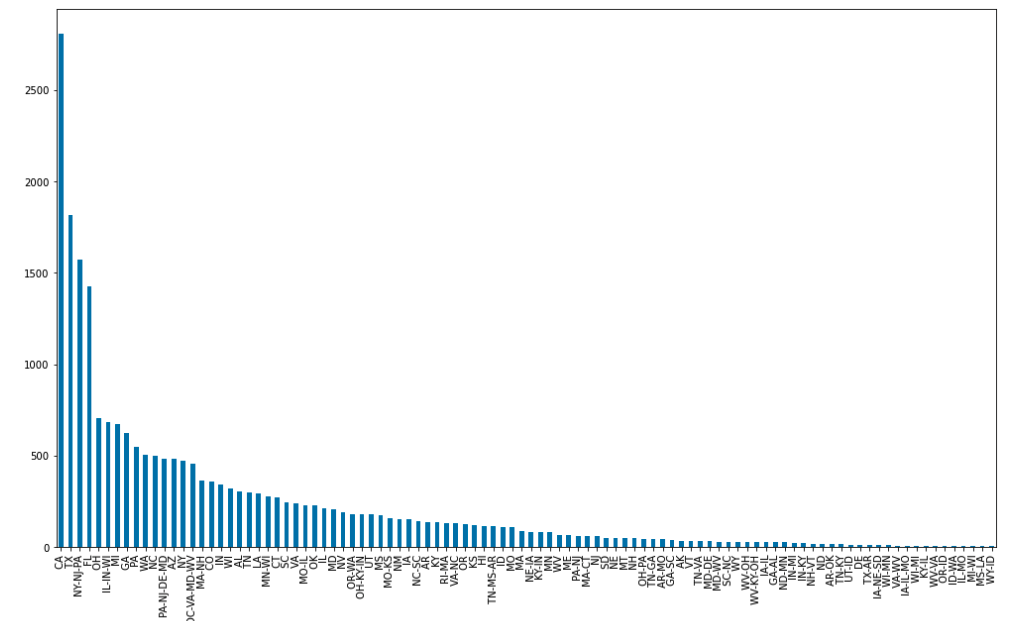 2500
2000
1500
1000
500
0
CA
TX
NY-NJ-PA
FL
OH
IL-IN-WI
MI
GA
PA
WA
NC
PA-NJ-DE-MD
AZ
NY
DC-VA-MD-WV
MA-NH
CO
IN
WI
AL
TN
LA
MN-WI
CT
SC
VA
MO-IL
OK
IL
MD
NV
OR-WA
OH-KY-IN
UT
MS
MO-KS
NM
IA
NC-SC
AR
KY
RI-MA
VA-NC
OR
KS
HI
TN-MS-AR
ID
MO
MA
NE-IA
KY-IN
MN
WV
ME
PA-NJ
MA-CT
NJ
SD
NE
MT
NH
OH-PA
TN-GA
AR-MO
GA-SC
AK
VT
TN-VA
MD-DE
MD-WV
SC-NC
WY
WV-OH
WV-KY-OH
IA-IL
GA-AL
ND-MN
IN-MI
IN-KY
NH-VT
ND
AR-OK
TN-KY
UT-ID
DE
TX-AR
IA-NE-SD
WI-MN
VA-WV
IA-IL-MO
WI-MI
KY-IL
WV-VA
OR-ID
ID-WA
IL-MO
MI-WI
MS-LA
WY-ID